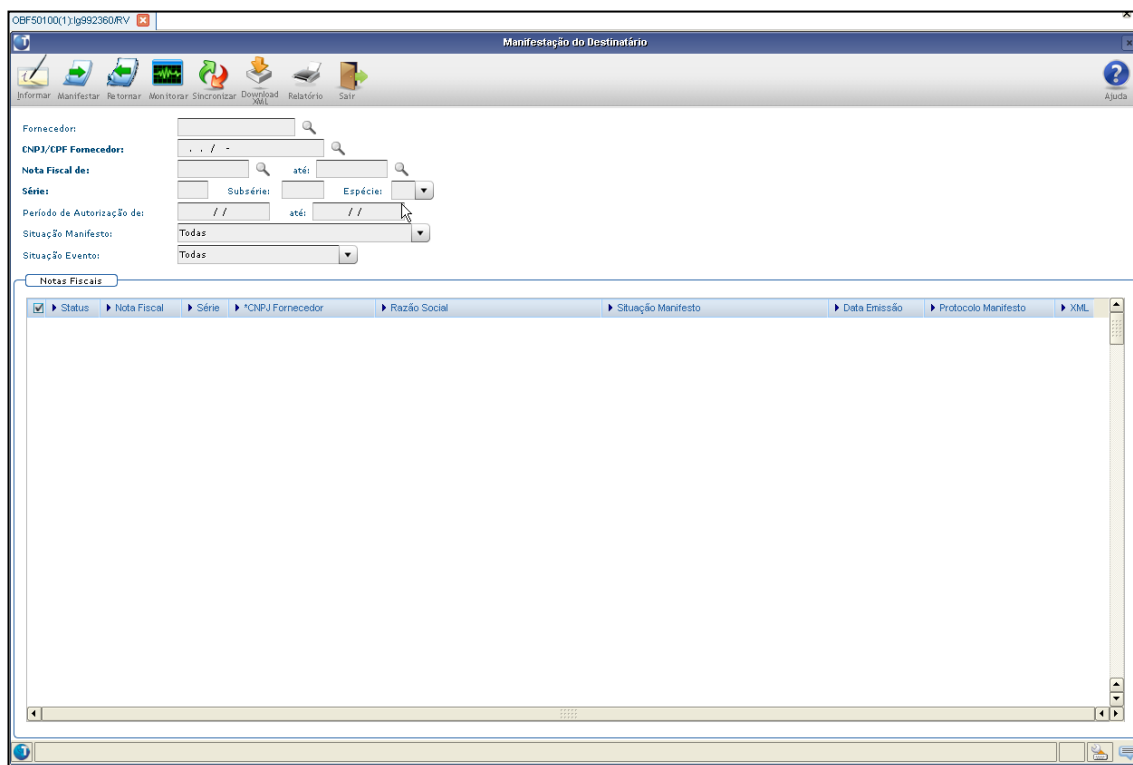 OBF50100(1):lg992360/RV
Manifestação do Destinatário
Informar Manifestar Retornar Monitorar Sincronizar Download XML Relatório Sair Ajuda
Fornecedor:
CNPJ/CPF Fornecedor: . . / -
Nota Fiscal de: até:
Série: Subsérie: Espécie:
Período de Autorização de: / / até: / /
Situação Manifesto: Todas
Situação Evento: Todas
Notas Fiscais
Status Nota Fiscal Série *CNPJ Fornecedor Razão Social Situação Manifesto Data Emissão Protocolo Manifesto XML